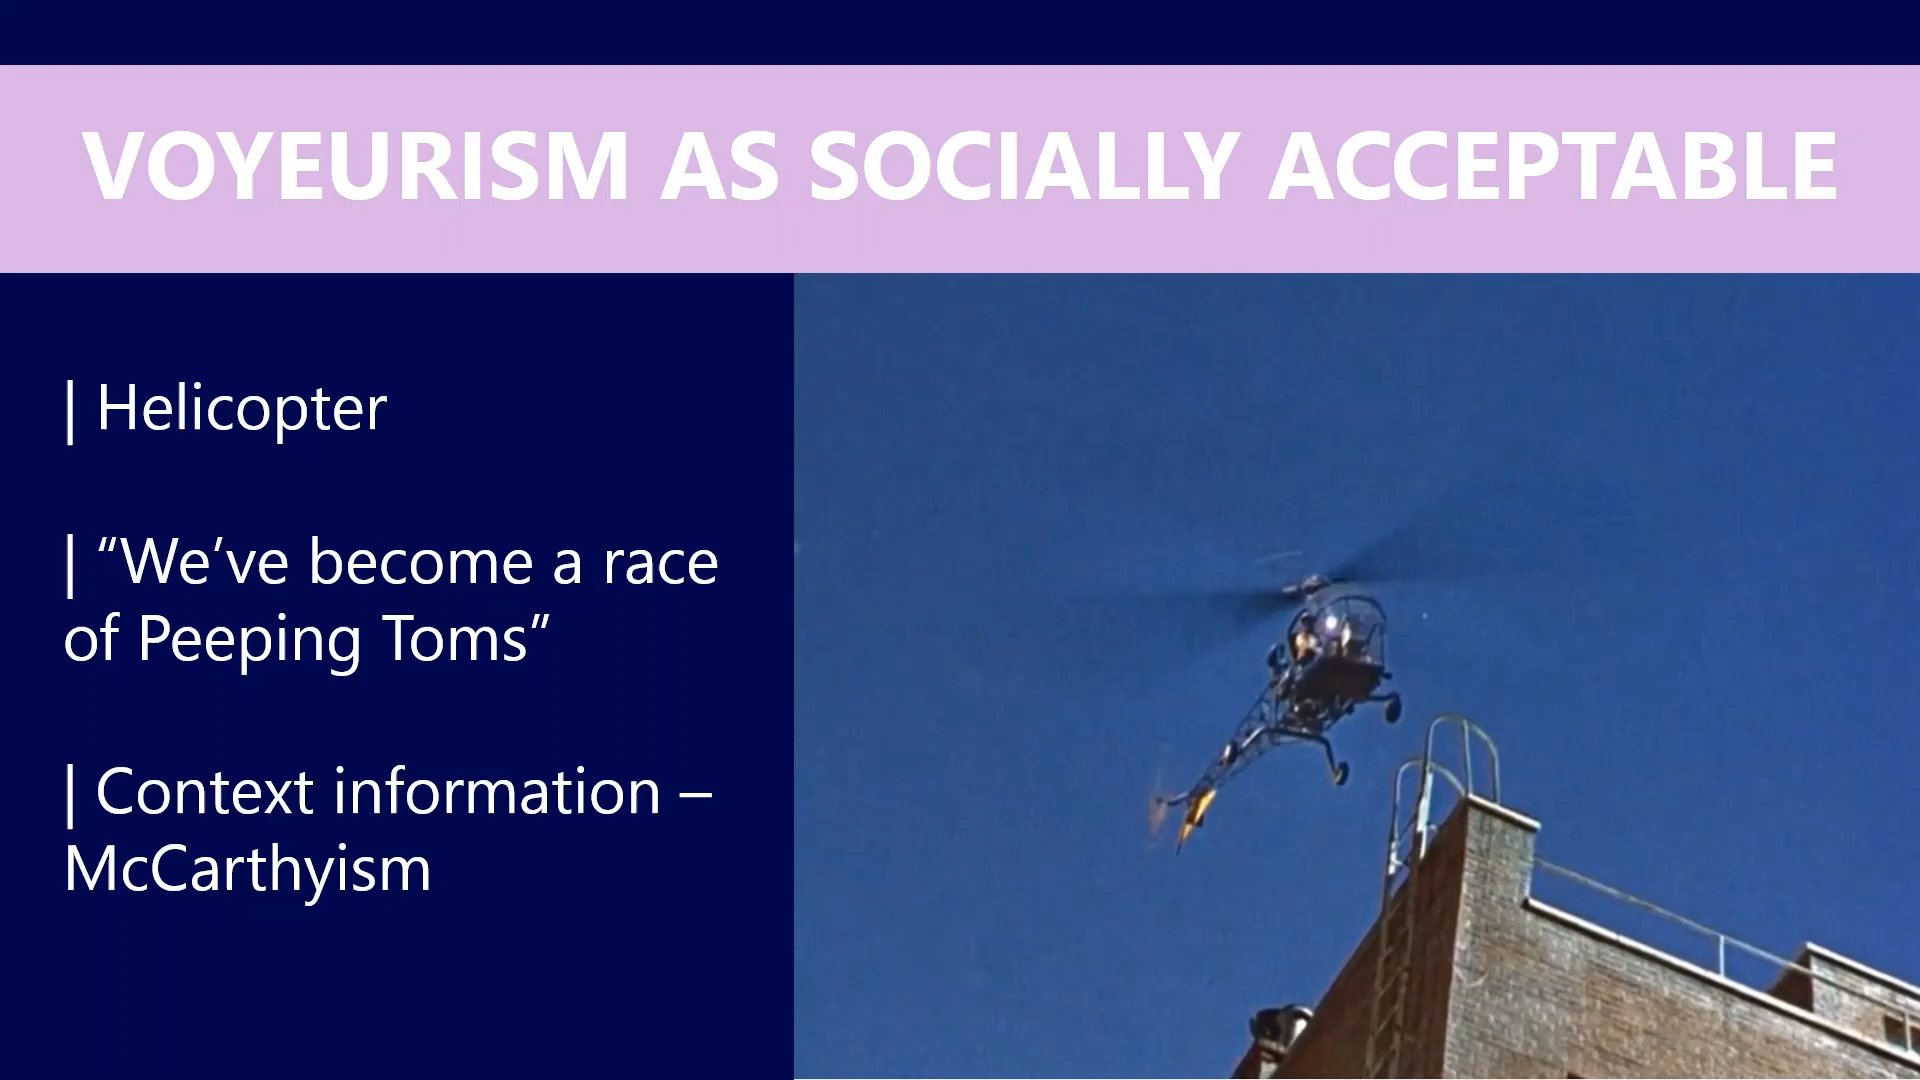 VOYEURISM AS SOCIALLY ACCEPTABLE
| Helicopter
| “We’ve become a race
of Peeping Toms”
| Context information –
McCarthyism